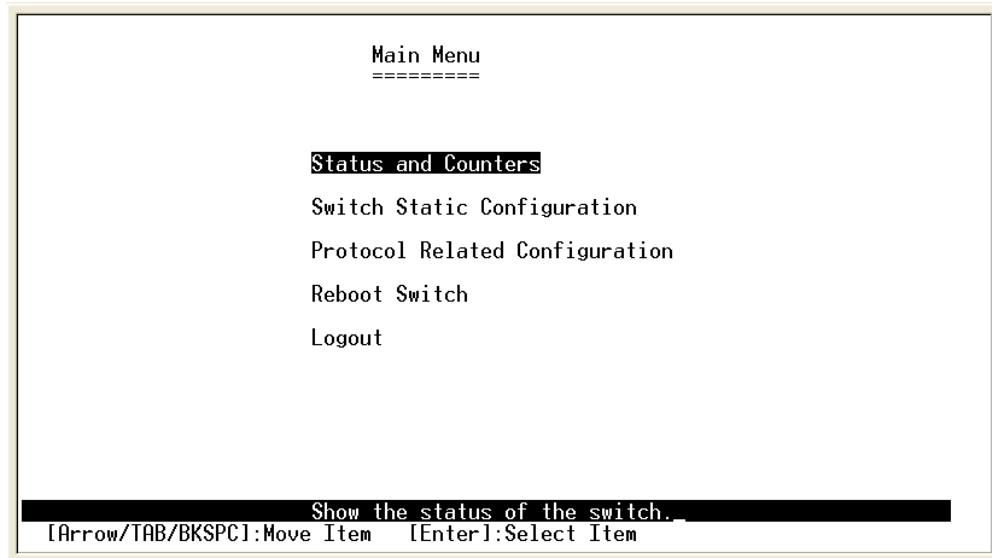 Main Menu
=========
Status and Counters
Switch Static Configuration
Protocol Related Configuration
Reboot Switch
Logout
Show the status of the switch._
[Arrow/TAB/BKSPC]:Move Item [Enter]:Select Item